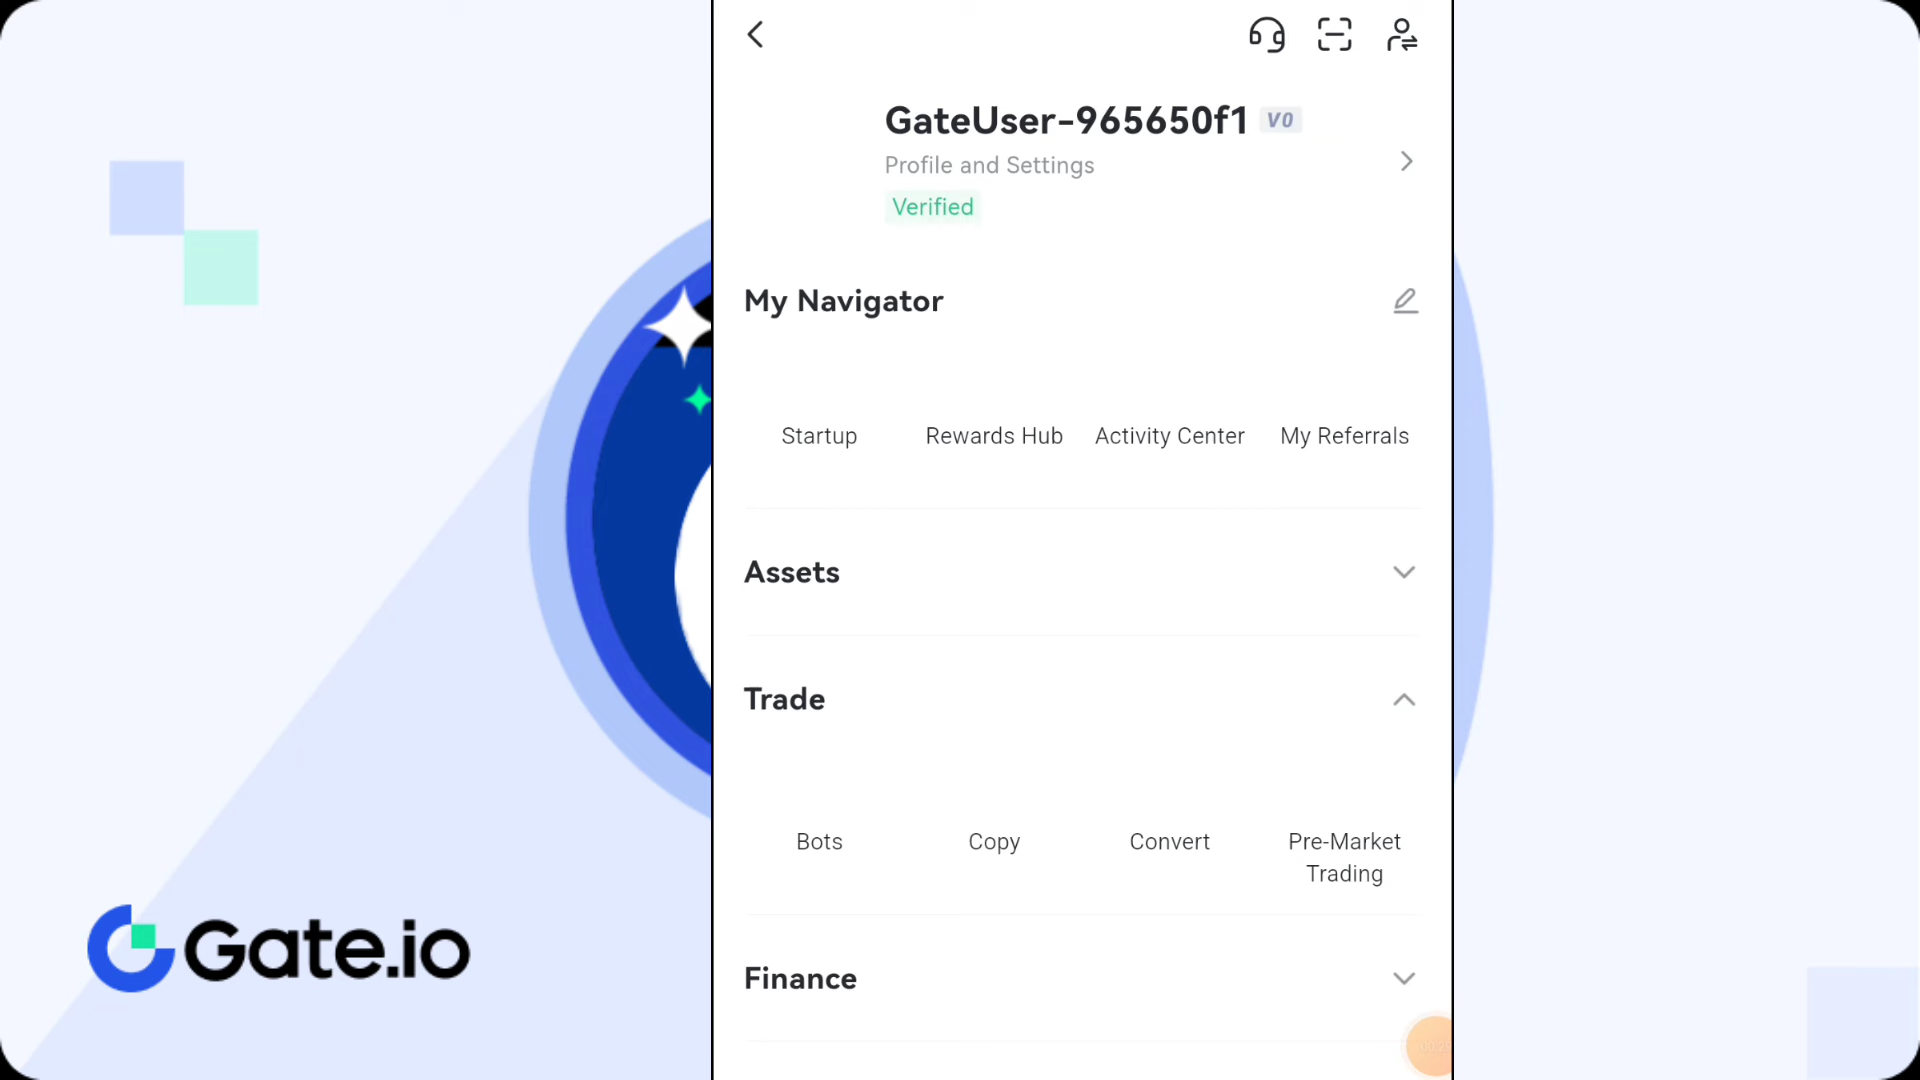 GateUser-965650f1 V0
Profile and Settings
Verified
My Navigator
Startup Rewards Hub Activity Center My Referrals
Assets
Trade
Bots Copy Convert Pre-Market
Trading
Finance
Gate.io